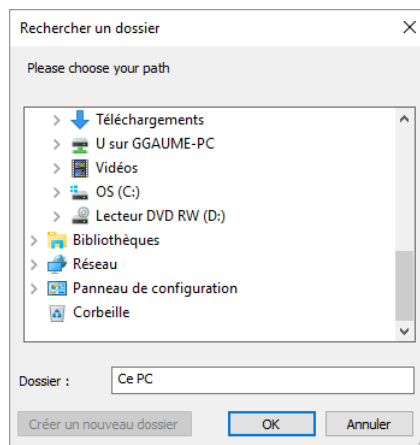 Rechercher un dossier
Please choose your path
Téléchargements
U sur GGAUME-PC
Vidéos
OS (C:)
Lecteur DVD RW (D:)
Bibliothèques
Réseau
Panneau de configuration
Corbeille
Dossier : Ce PC
Créer un nouveau dossier OK Annuler